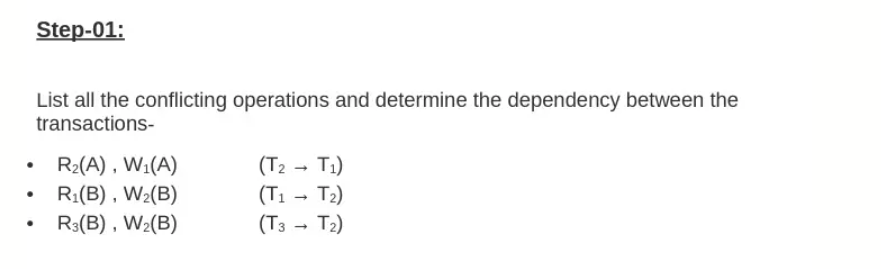 Step-01:
List all the conflicting operations and determine the dependency between the
transactions-
• R₂(A) , W₁(A) (T₂ → T₁)
• R₁(B) , W₂(B) (T₁ → T₂)
• R₃(B) , W₂(B) (T₃ → T₂)